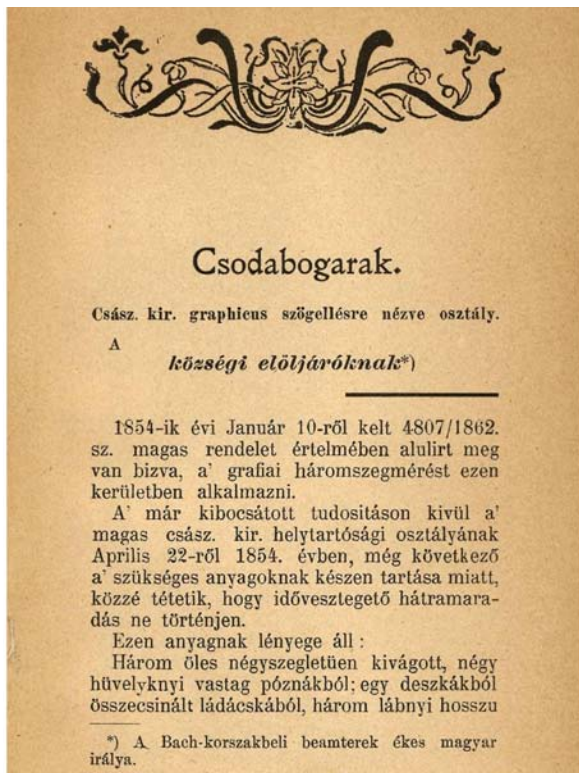 Csodabogarak.
Csász. kir. graphicus szögellésre nézve osztály.
A
községi elöljáróknak*)
1854-ik évi Január 10-ről kelt 4807/1862.
sz. magas rendelet értelmében alulirt meg
van bizva, a' grafiai háromszegmérést ezen
kerületben alkalmazni.
A' már kibocsátott tudositáson kivül a'
magas csász. kir. helytartósági osztályának
Aprilis 22-ről 1854. évben, még következő
a' szükséges anyagoknak készen tartása miatt,
közzé tétetik, hogy idővesztegető hátramara-
dás ne történjen.
Ezen anyagnak lényege áll :
Három öles négyszegletüen kivágott, négy
hüvelyknyi vastag póznákból; egy deszkákból
összecsinált ládácskából, három lábnyi hosszu
*) A Bach-korszakbeli beamterek ékes magyar
irálya.